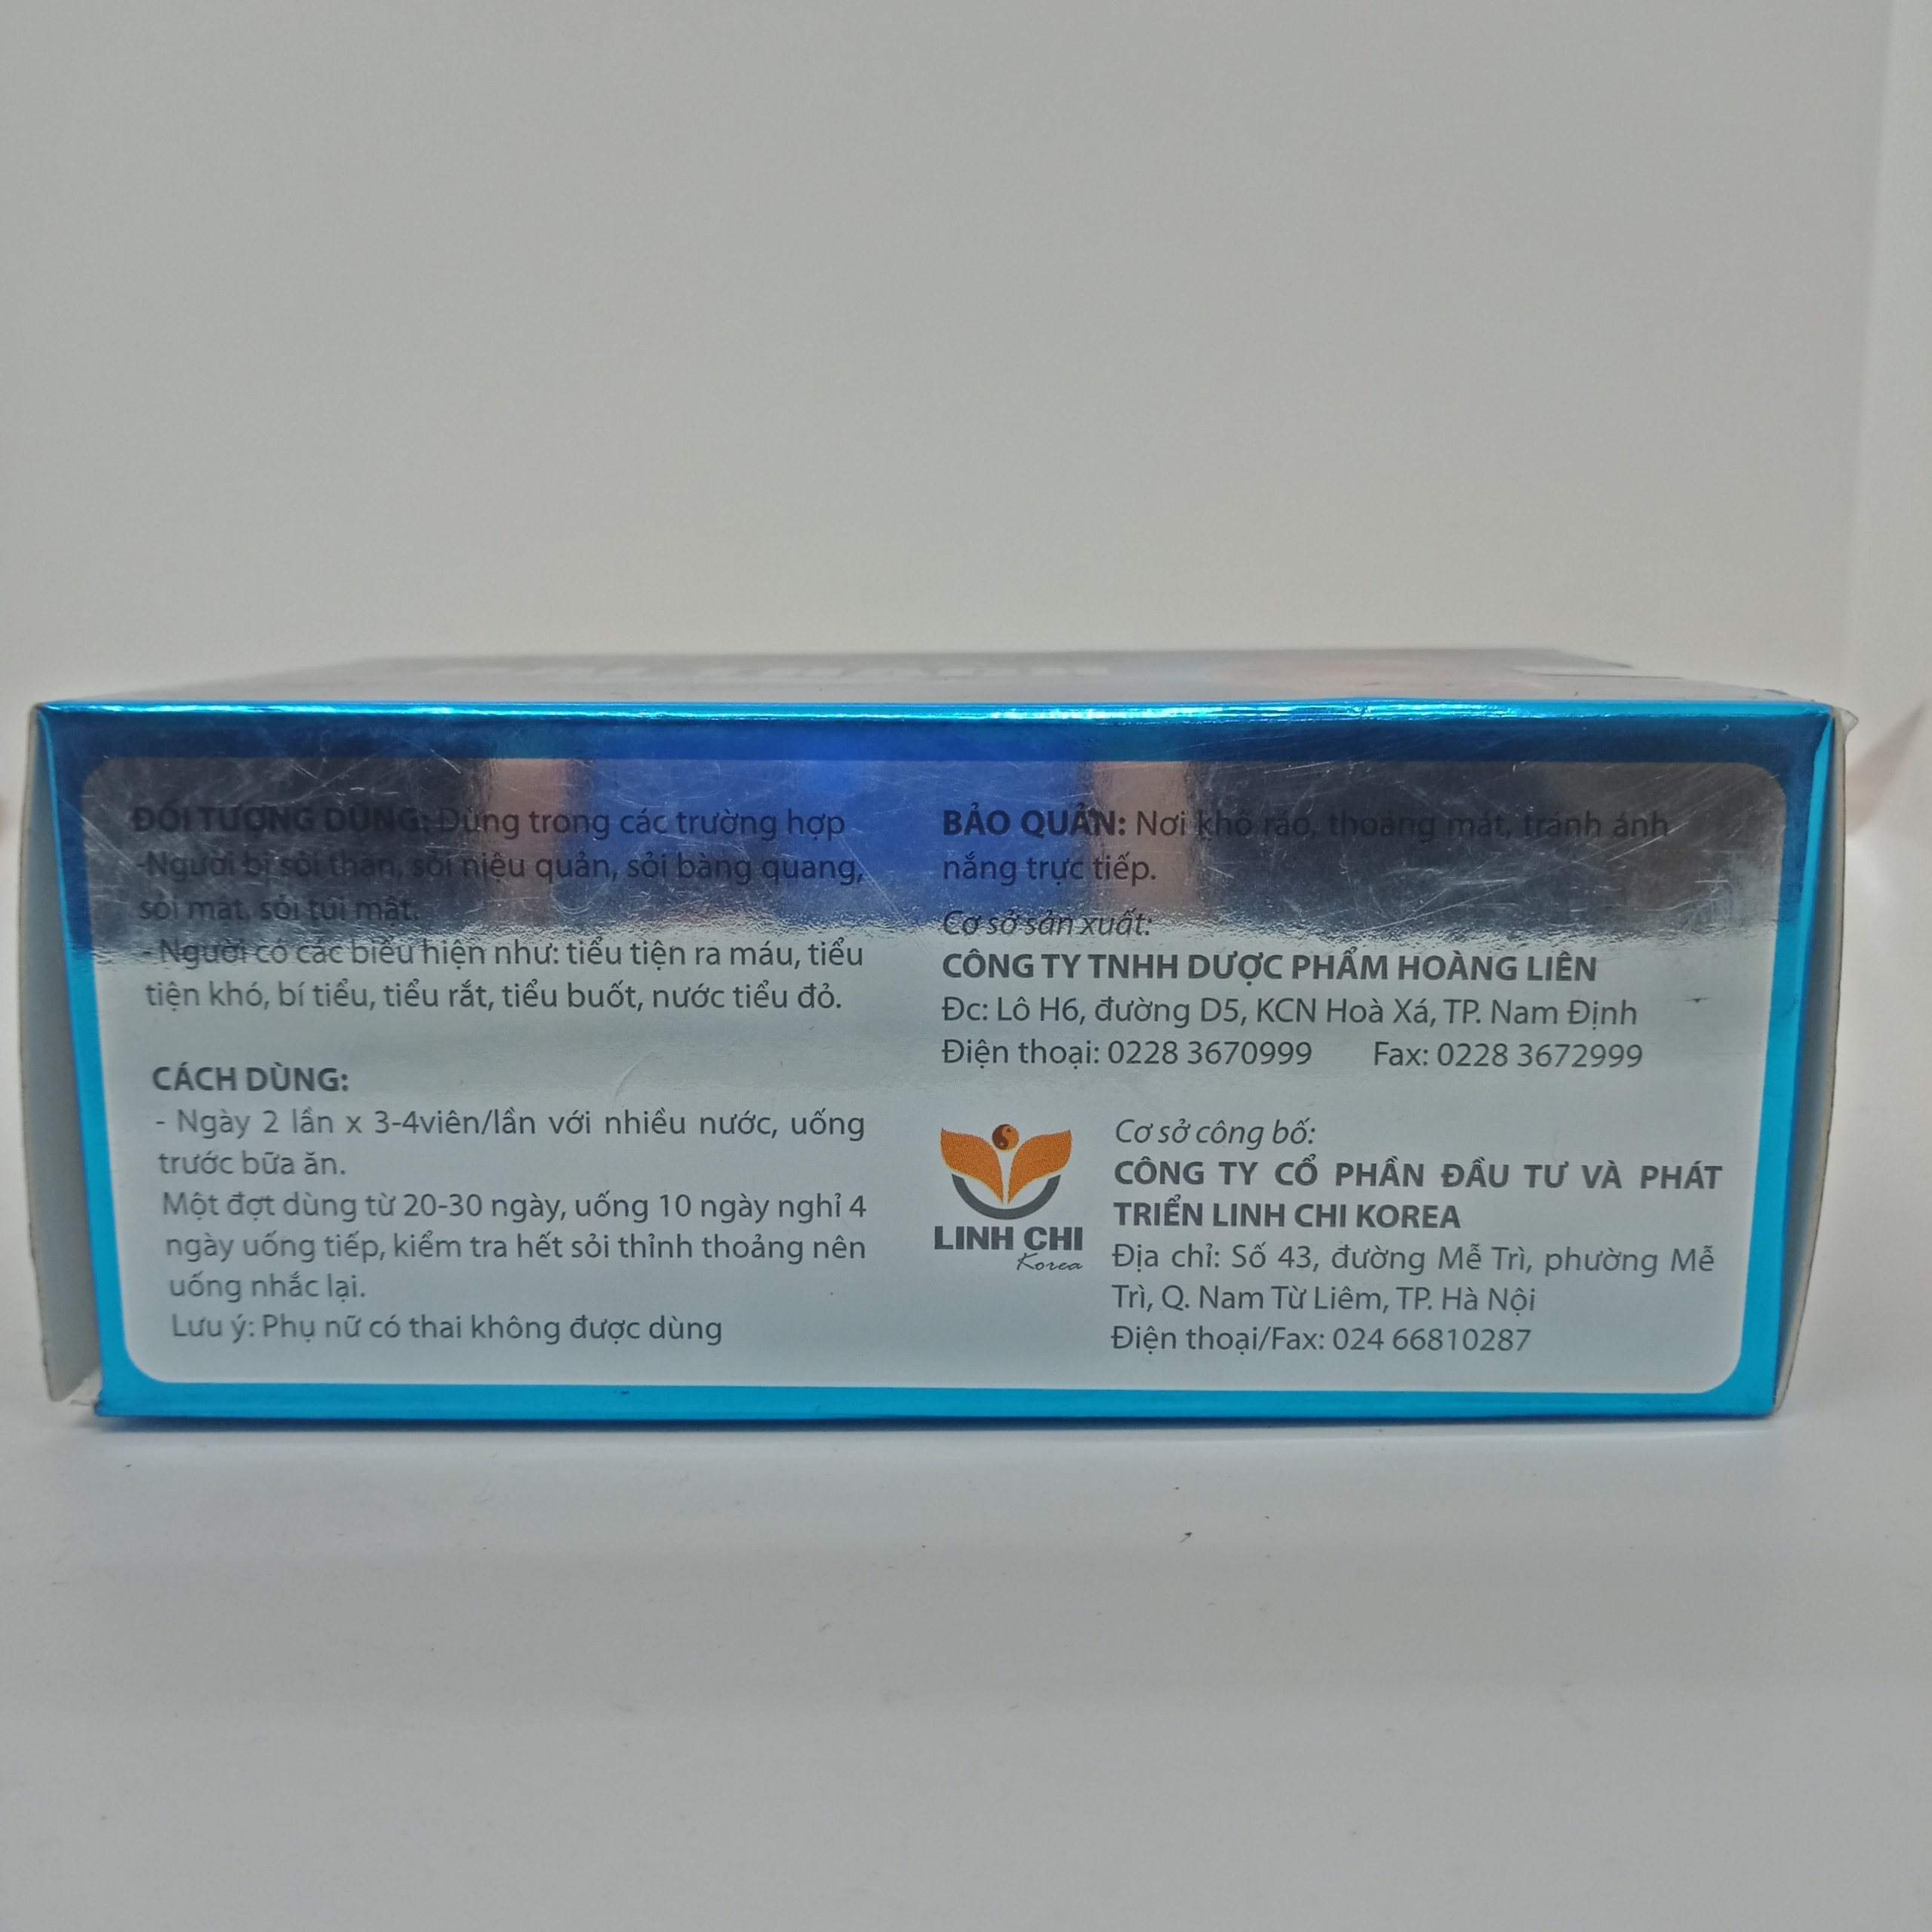 ĐỐI TƯỢNG DÙNG: Dùng trong các trường hợp
-Người bị sỏi thận, sỏi niệu quản, sỏi bàng quang,
sỏi mật, sỏi túi mật.
- Người có các biểu hiện như: tiểu tiện ra máu, tiểu
tiện khó, bí tiểu, tiểu rắt, tiểu buốt, nước tiểu đỏ.
CÁCH DÙNG:
- Ngày 2 lần x 3-4viên/lần với nhiều nước, uống
trước bữa ăn.
Một đợt dùng từ 20-30 ngày, uống 10 ngày nghỉ 4
ngày uống tiếp, kiểm tra hết sỏi thỉnh thoảng nên
uống nhắc lại.
Lưu ý: Phụ nữ có thai không được dùng
BẢO QUẢN: Nơi khô ráo, thoáng mát, tránh ánh
nắng trực tiếp.
Cơ sở sản xuất:
CÔNG TY TNHH DƯỢC PHẨM HOÀNG LIÊN
Đc: Lô H6, đường D5, KCN Hoà Xá, TP. Nam Định
Điện thoại: 0228 3670999 Fax: 0228 3672999
LINH CHI
Korea
Cơ sở công bố:
CÔNG TY CỔ PHẦN ĐẦU TƯ VÀ PHÁT
TRIỂN LINH CHI KOREA
Địa chỉ: Số 43, đường Mễ Trì, phường Mễ
Trì, Q. Nam Từ Liêm, TP. Hà Nội
Điện thoại/Fax: 024 66810287